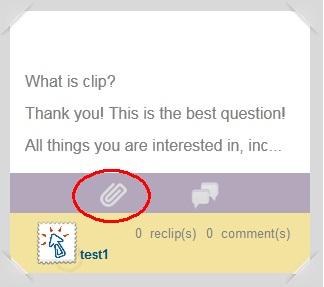 What is clip?
Thank you! This is the best question!
All things you are interested in, inc...
0 reclip(s) 0 comment(s)
test1